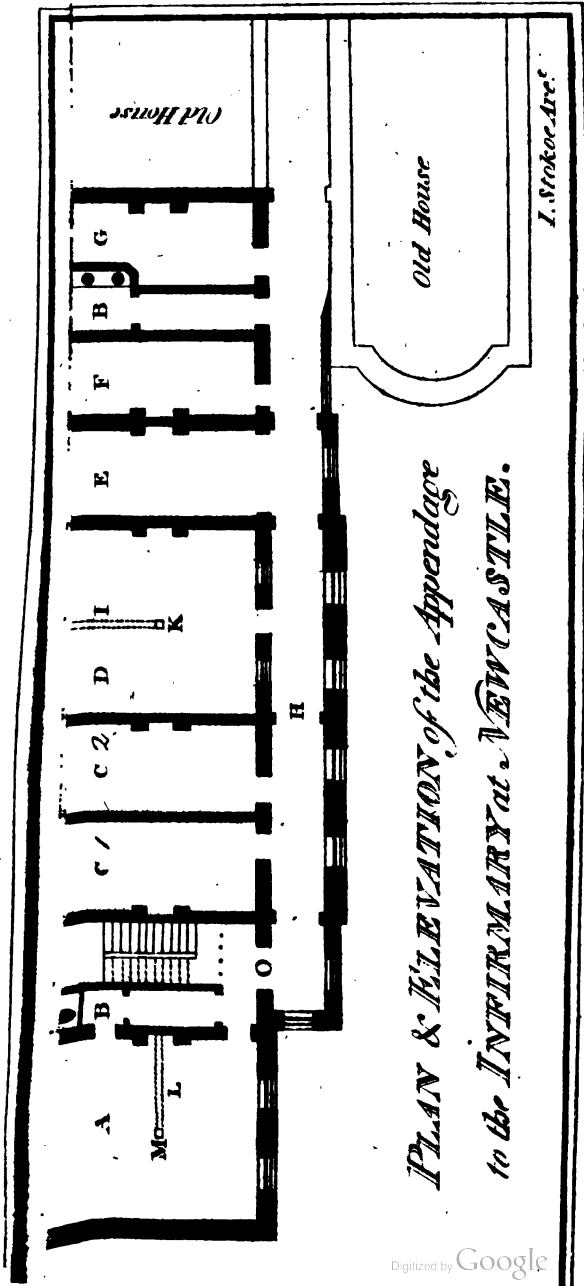 Old House
Old House
I. Stokoe Arc.t
G
B
F
E
I
K
D
H
C 2
C 1
O
B
A
L
M
PLAN & ELEVATION of the Appendage
to the INFIRMARY at NEWCASTLE.
Digitized by Google